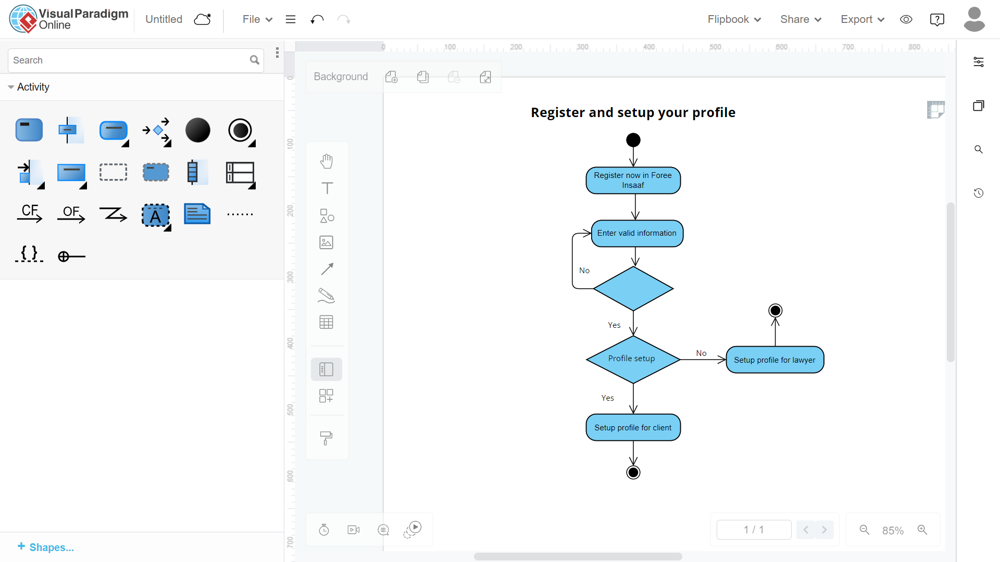 Visual Paradigm
Online
Untitled
File
Flipbook
Share
Export
?
Search
Activity
CF
OF
A
{ }
+ Shapes...
0
100
200
300
400
500
600
700
800
0
100
200
300
400
500
600
700
Background
T
Register and setup your profile
Register now in Foree
Insaaf
Enter valid information
No
Yes
Profile setup
No
Setup profile for lawyer
Yes
Setup profile for client
1 / 1
85%